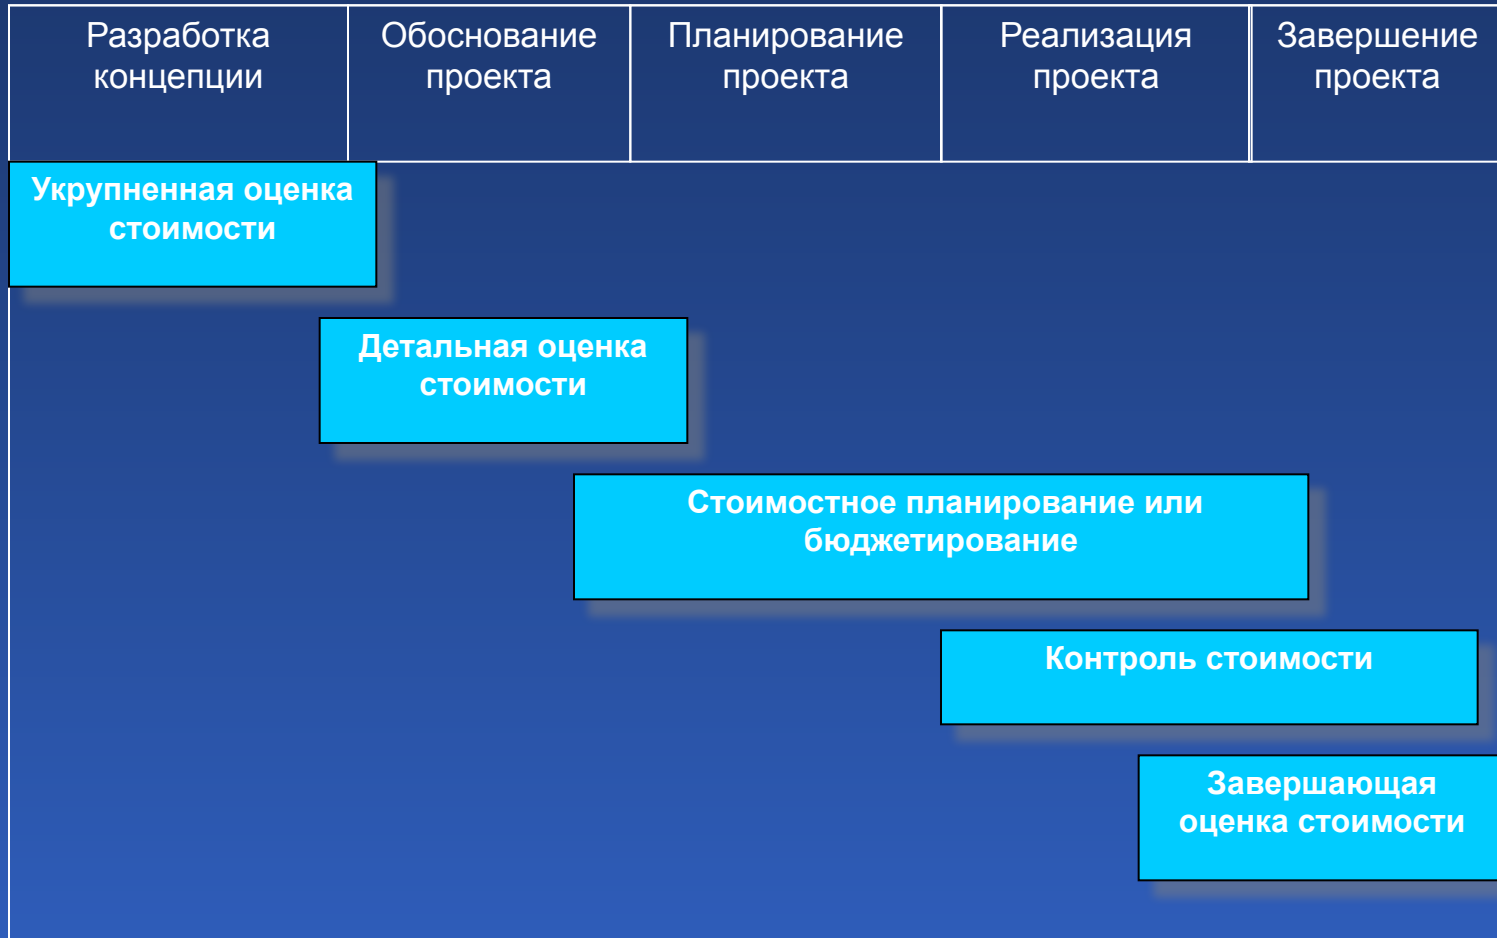 Разработка
концепции
Обоснование
проекта
Планирование
проекта
Реализация
проекта
Завершение
проекта
Укрупненная оценка
стоимости
Детальная оценка
стоимости
Стоимостное планирование или
бюджетирование
Контроль стоимости
Завершающая
оценка стоимости